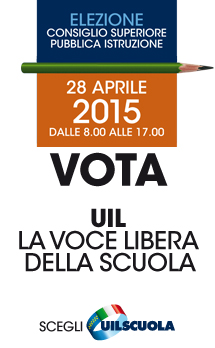 ELEZIONE
CONSIGLIO SUPERIORE
PUBBLICA ISTRUZIONE
28 APRILE
2015
DALLE 8.00 ALLE 17.00
VOTA
UIL
LA VOCE LIBERA
DELLA SCUOLA
SCEGLI UILSCUOLA